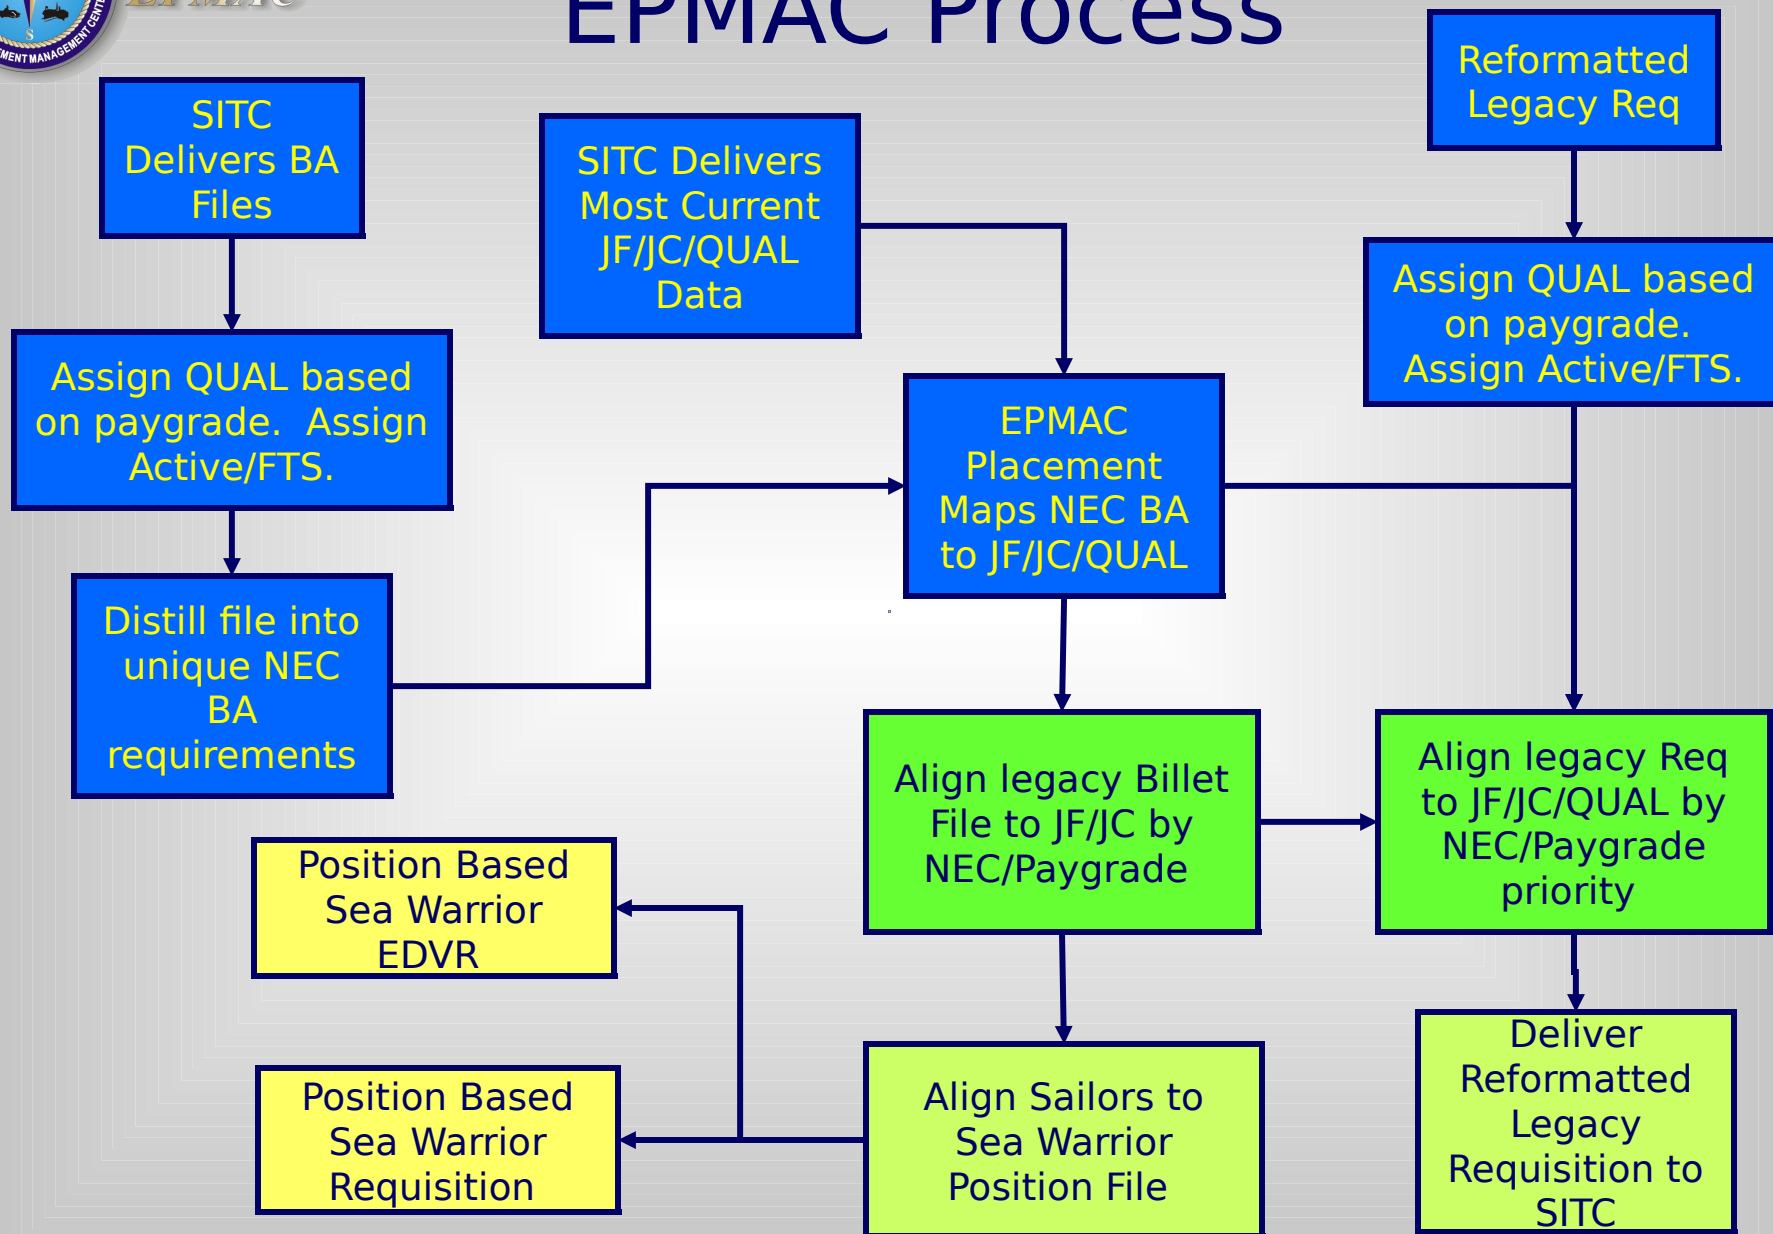 EPMAC
S
EMENT MANAGEMENT CENT
EPMAC Process
Reformatted
Legacy Req
SITC
Delivers BA
Files
SITC Delivers
Most Current
JF/JC/QUAL
Data
Assign QUAL based
on paygrade.
Assign Active/FTS.
Assign QUAL based
on paygrade.  Assign
Active/FTS.
EPMAC
Placement
Maps NEC BA
to JF/JC/QUAL
Distill file into
unique NEC
BA
requirements
Align legacy Billet
File to JF/JC by
NEC/Paygrade
Align legacy Req
to JF/JC/QUAL by
NEC/Paygrade
priority
Position Based
Sea Warrior
EDVR
Position Based
Sea Warrior
Requisition
Align Sailors to
Sea Warrior
Position File
Deliver
Reformatted
Legacy
Requisition to
SITC